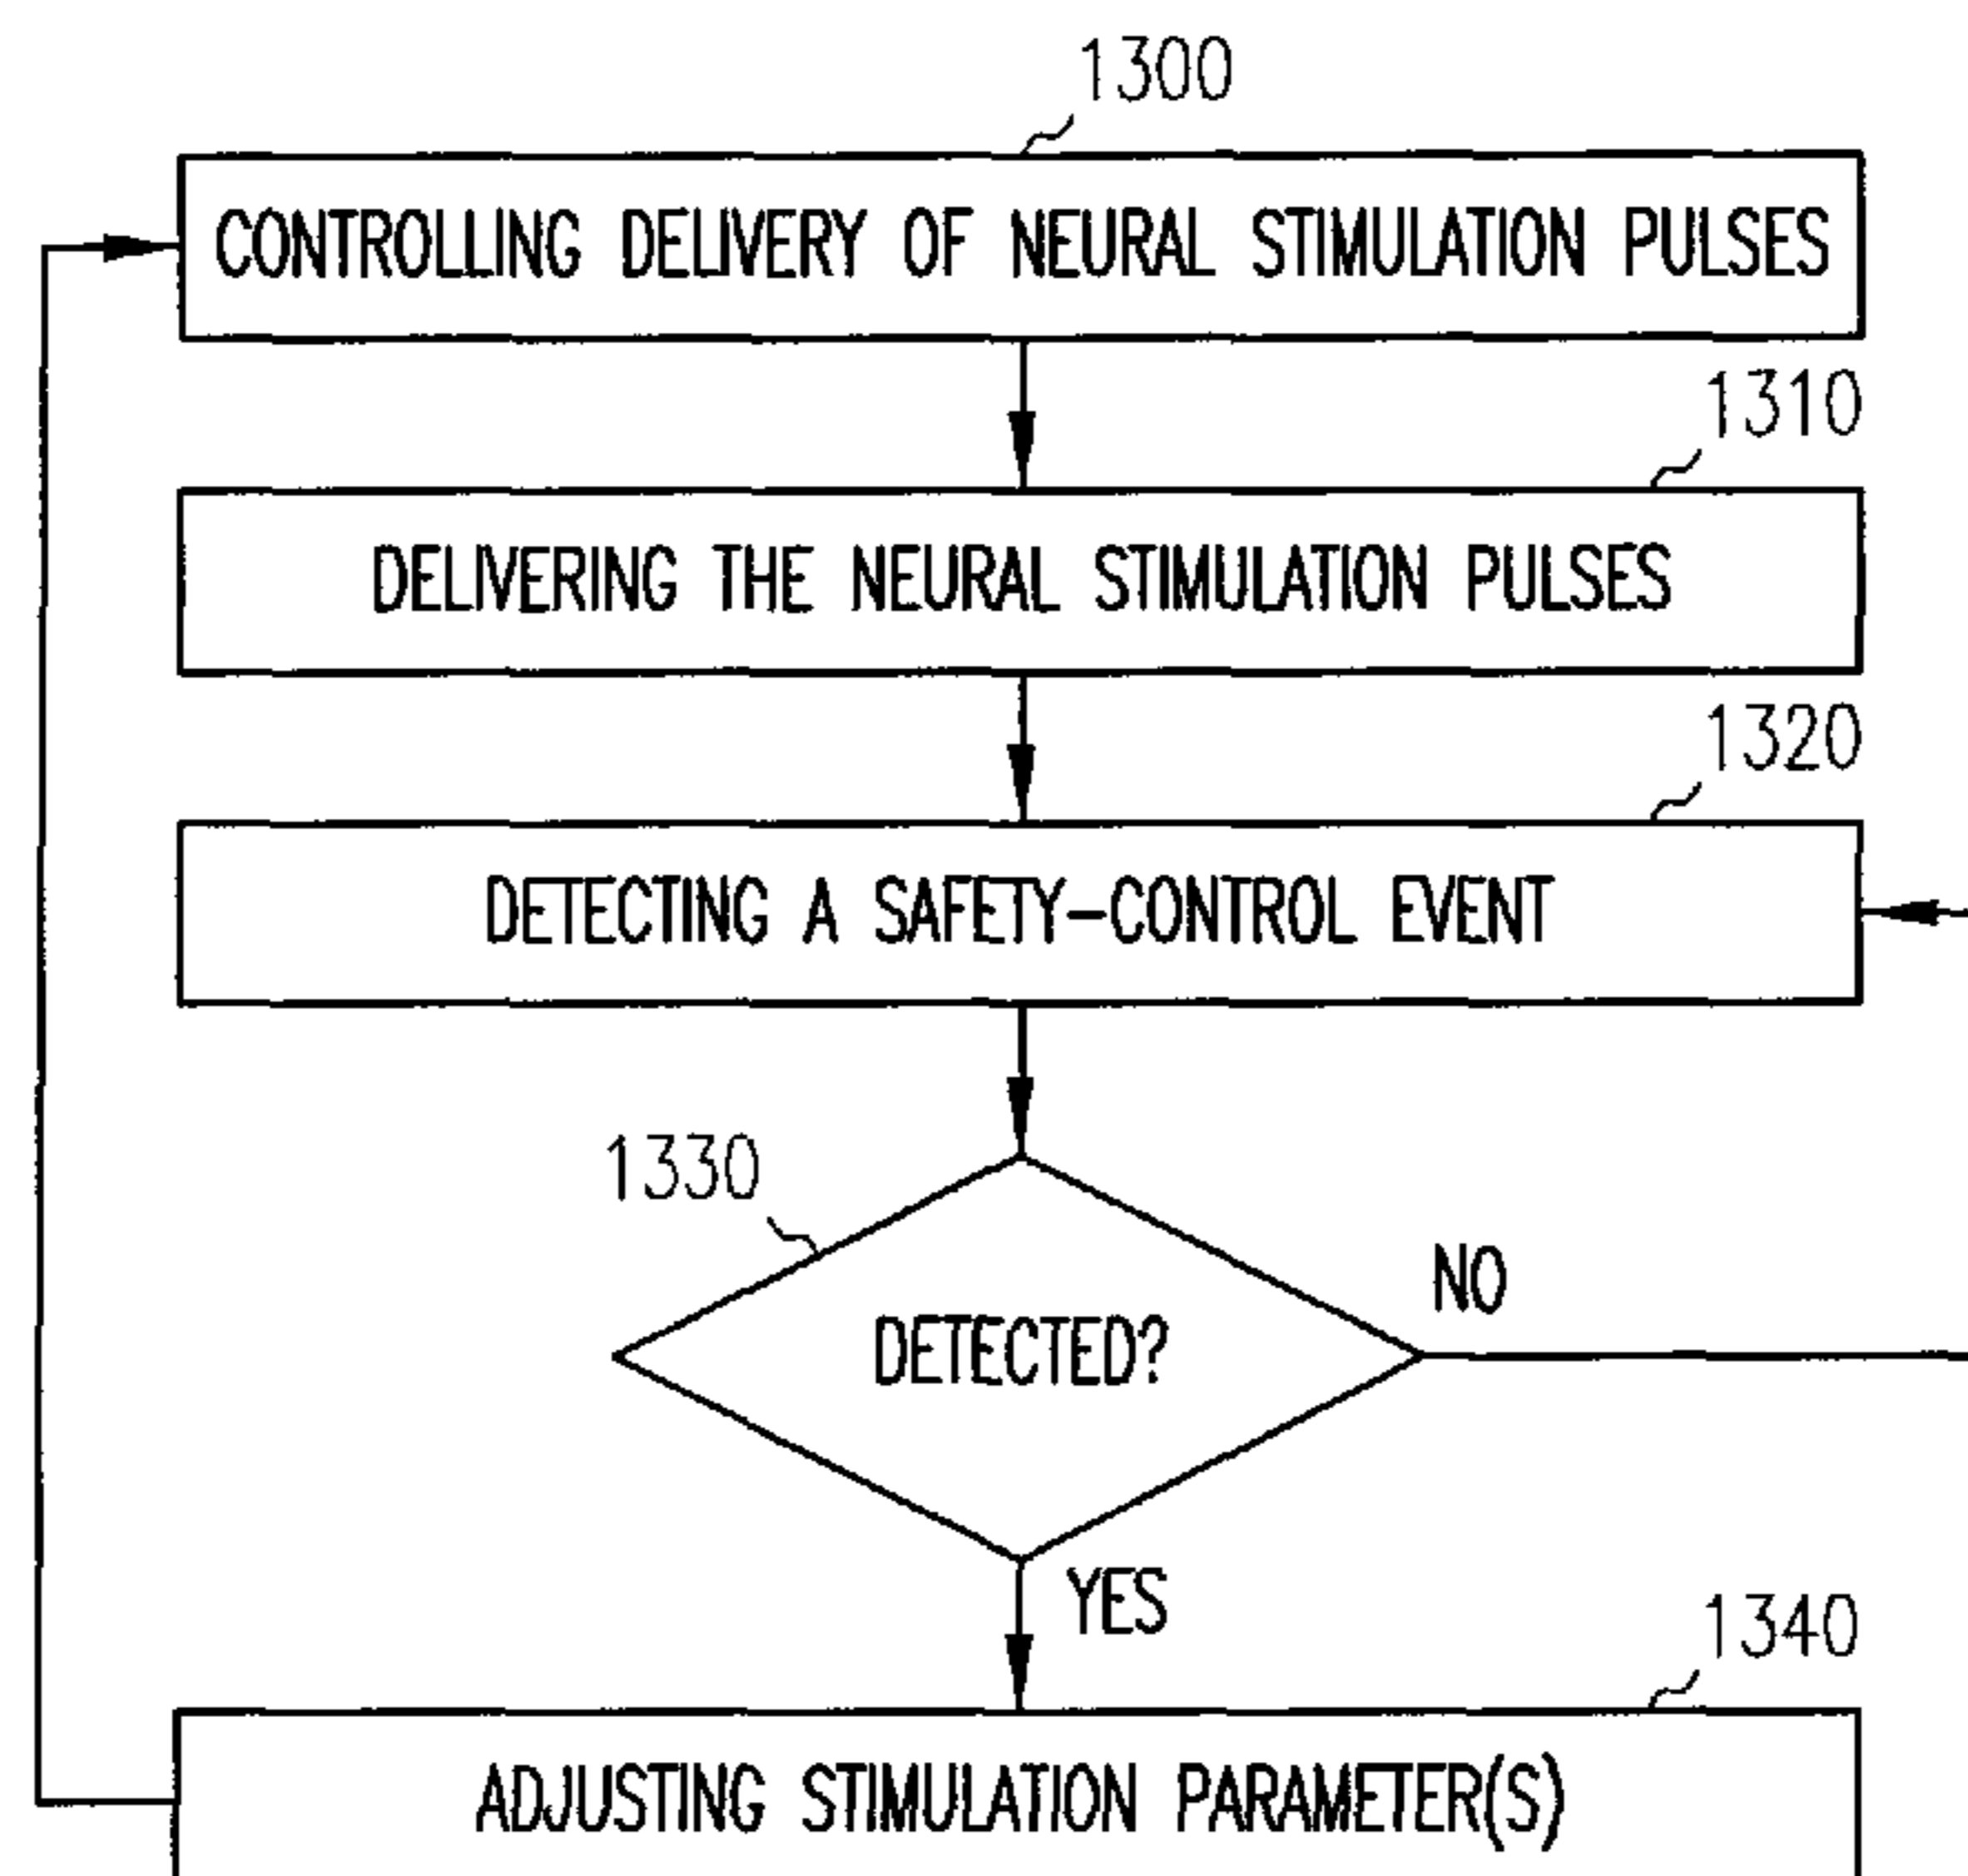 1300
CONTROLLING DELIVERY OF NEURAL STIMULATION PULSES
1310
DELIVERING THE NEURAL STIMULATION PULSES
1320
DETECTING A SAFETY-CONTROL EVENT
1330
DETECTED?
NO
YES
1340
ADJUSTING STIMULATION PARAMETER(S)